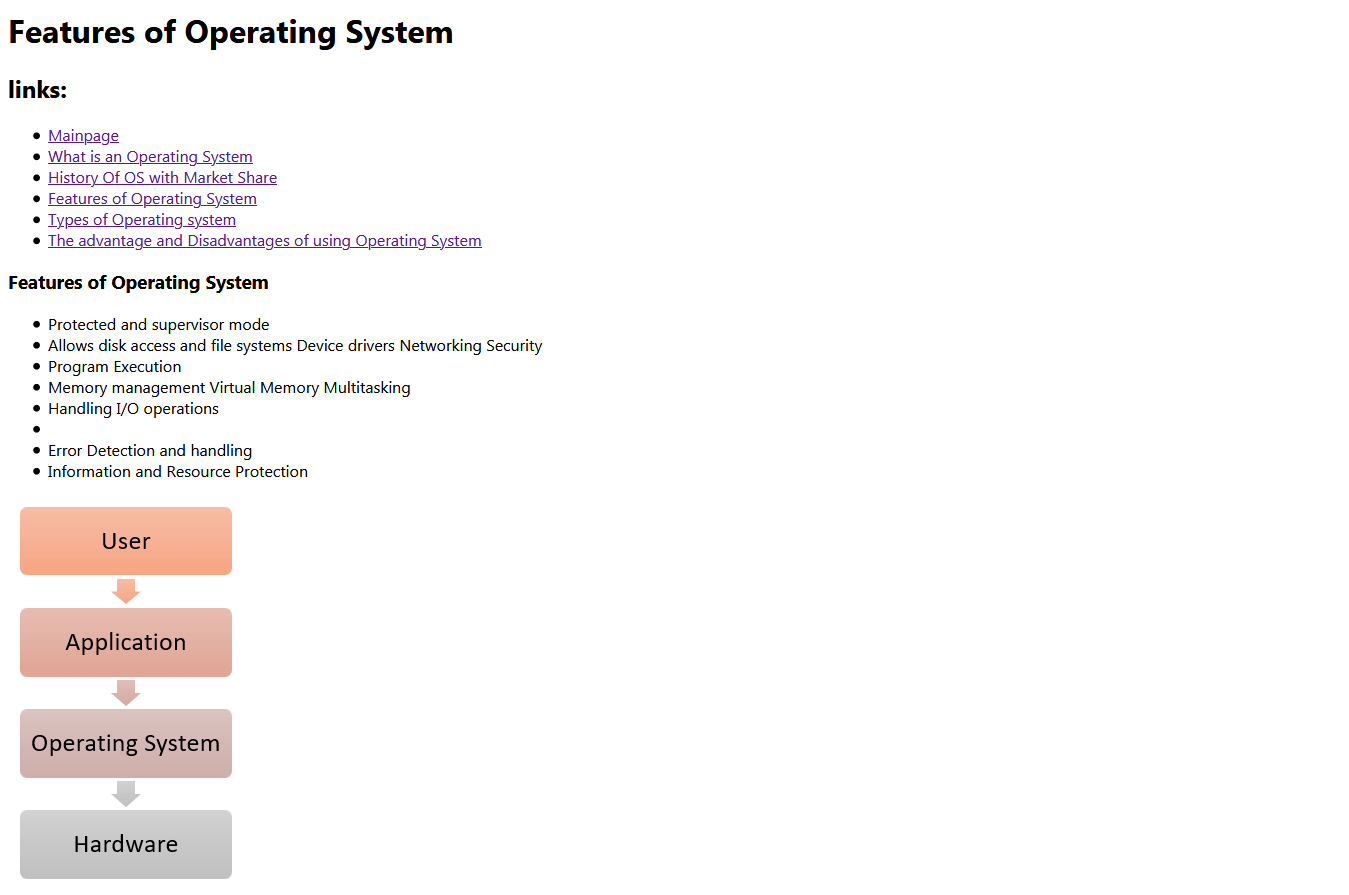 Features of Operating System
links:
Mainpage
What is an Operating System
History Of OS with Market Share
Features of Operating System
Types of Operating system
The advantage and Disadvantages of using Operating System
Features of Operating System
Protected and supervisor mode
Allows disk access and file systems Device drivers Networking Security
Program Execution
Memory management Virtual Memory Multitasking
Handling I/O operations
Error Detection and handling
Information and Resource Protection
User
Application
Operating System
Hardware